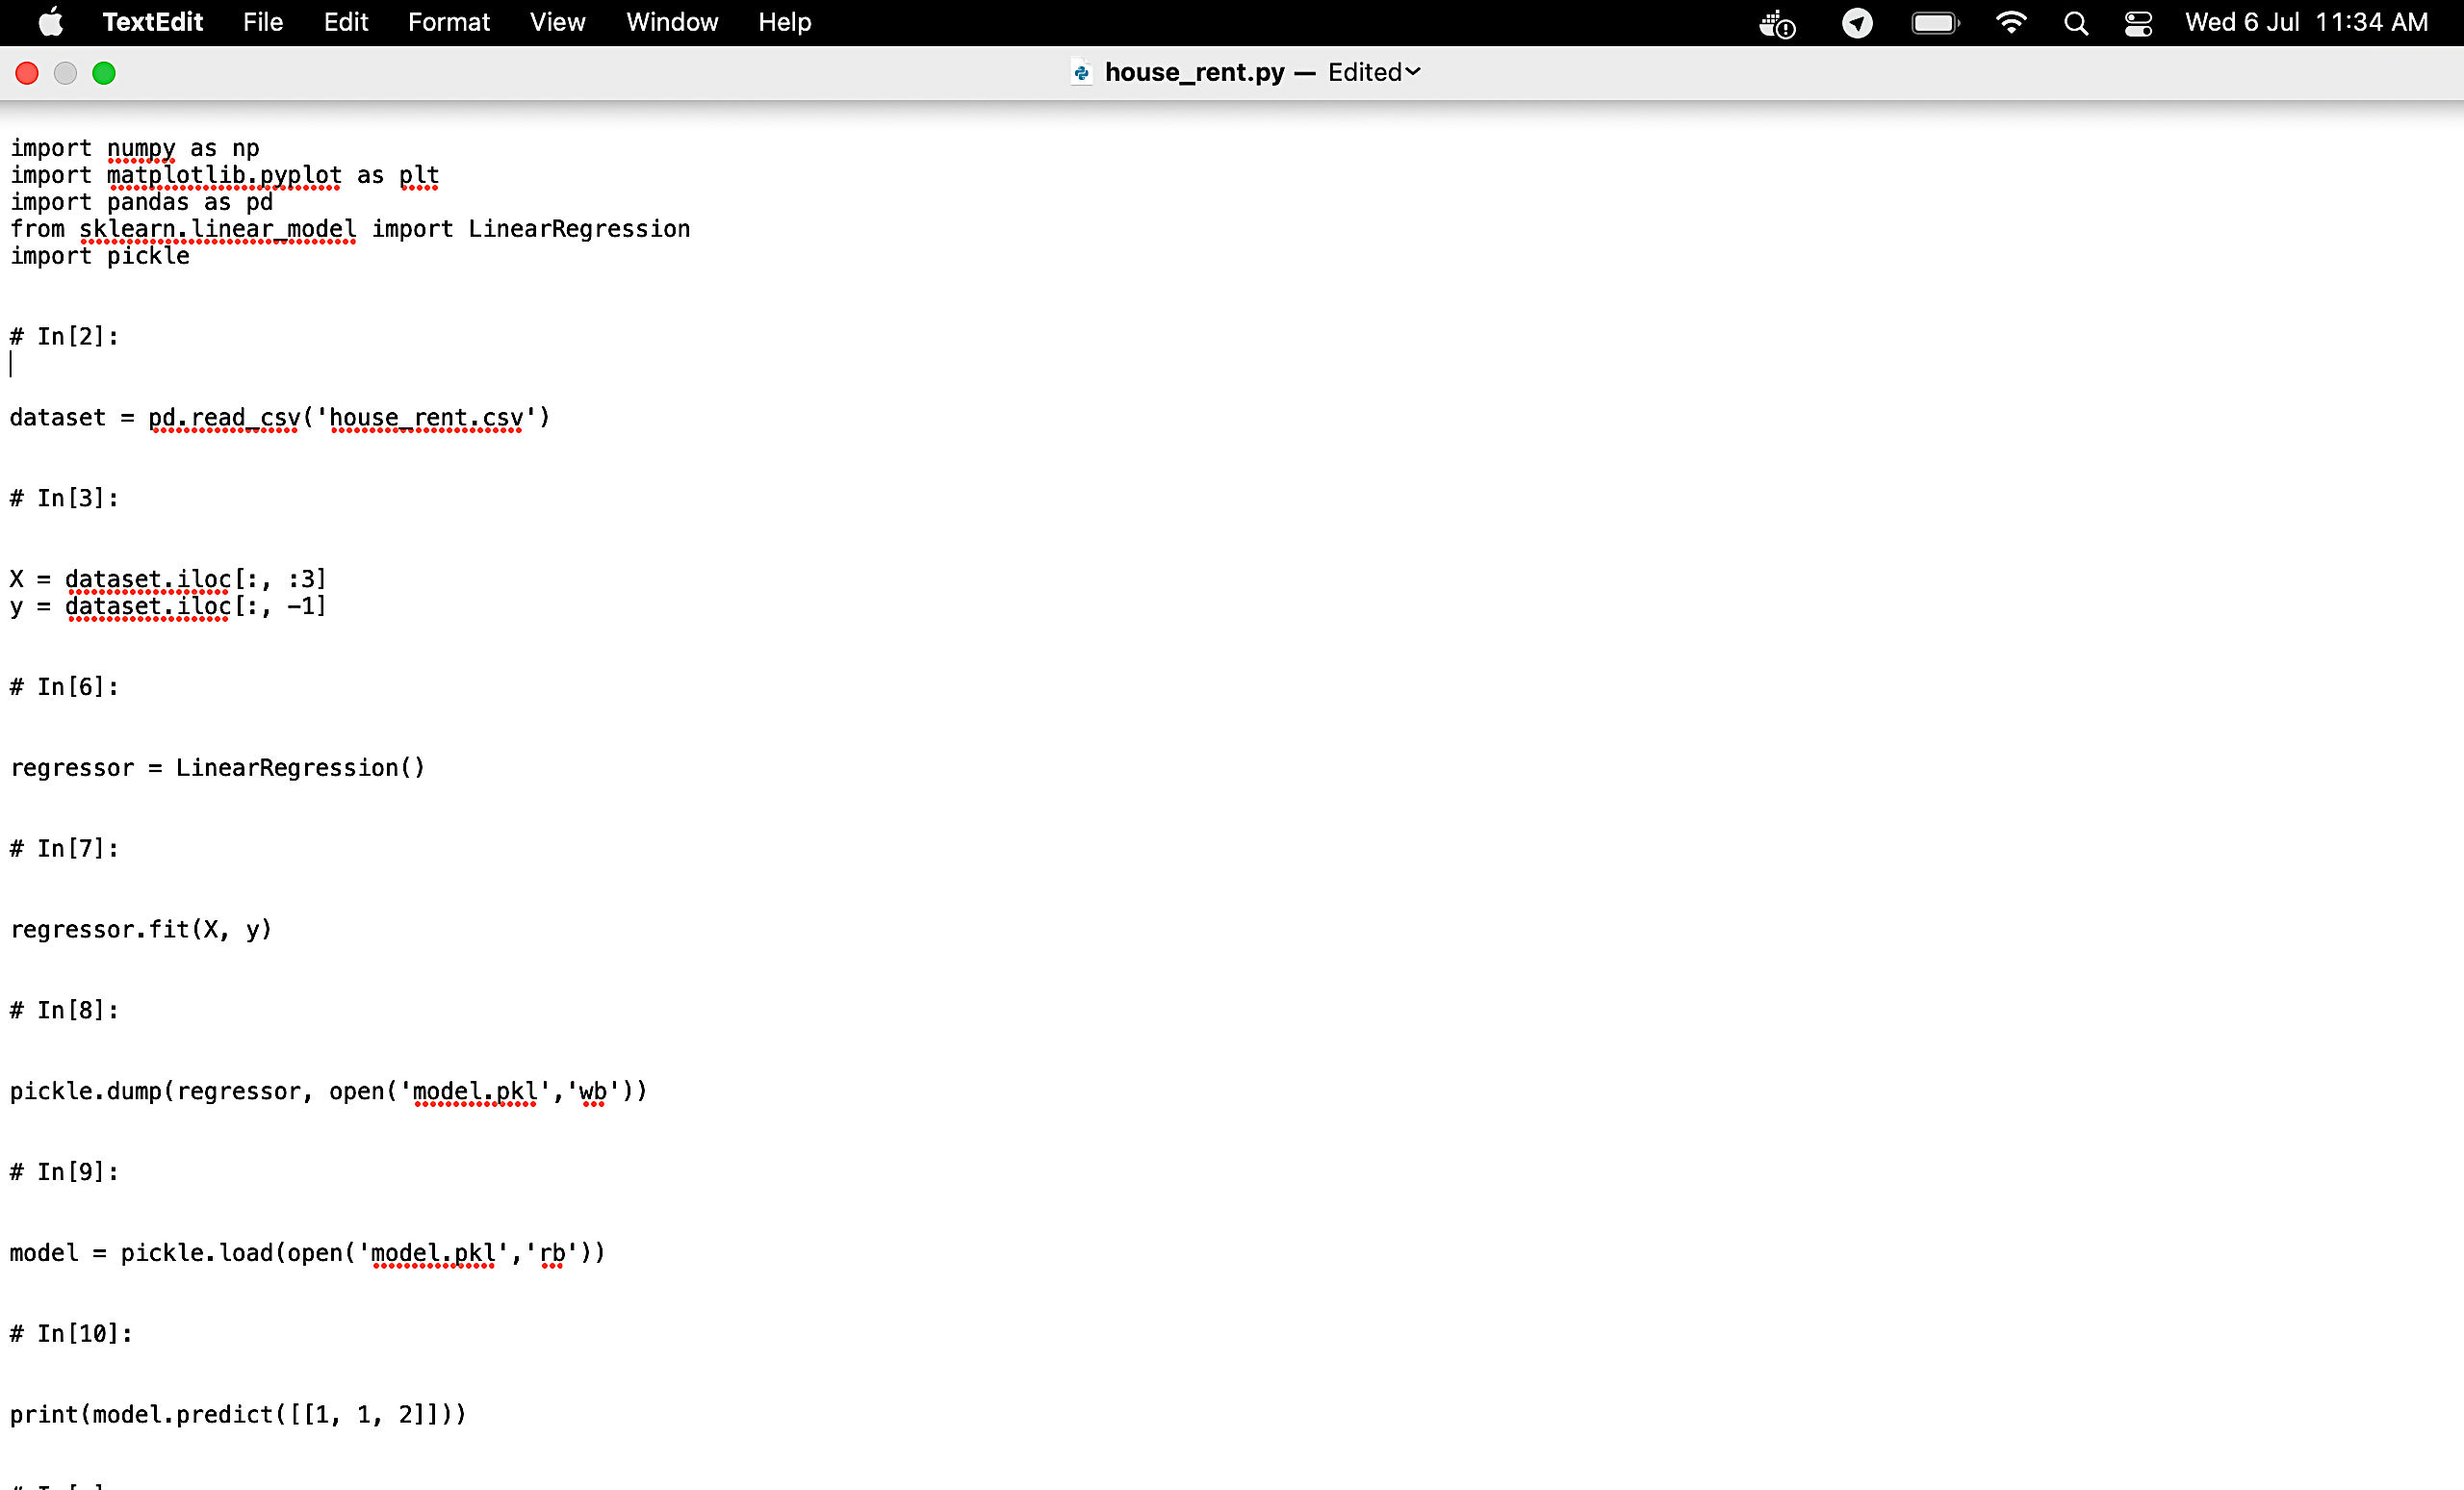 TextEdit File Edit Format View Window Help Wed 6 Jul 11:34 AM
house_rent.py — Edited
import numpy as np
import matplotlib.pyplot as plt
import pandas as pd
from sklearn.linear_model import LinearRegression
import pickle
# In[2]:
dataset = pd.read_csv('house_rent.csv')
# In[3]:
X = dataset.iloc[:, :3]
y = dataset.iloc[:, -1]
# In[6]:
regressor = LinearRegression()
# In[7]:
regressor.fit(X, y)
# In[8]:
pickle.dump(regressor, open('model.pkl','wb'))
# In[9]:
model = pickle.load(open('model.pkl','rb'))
# In[10]:
print(model.predict([[1, 1, 2]]))